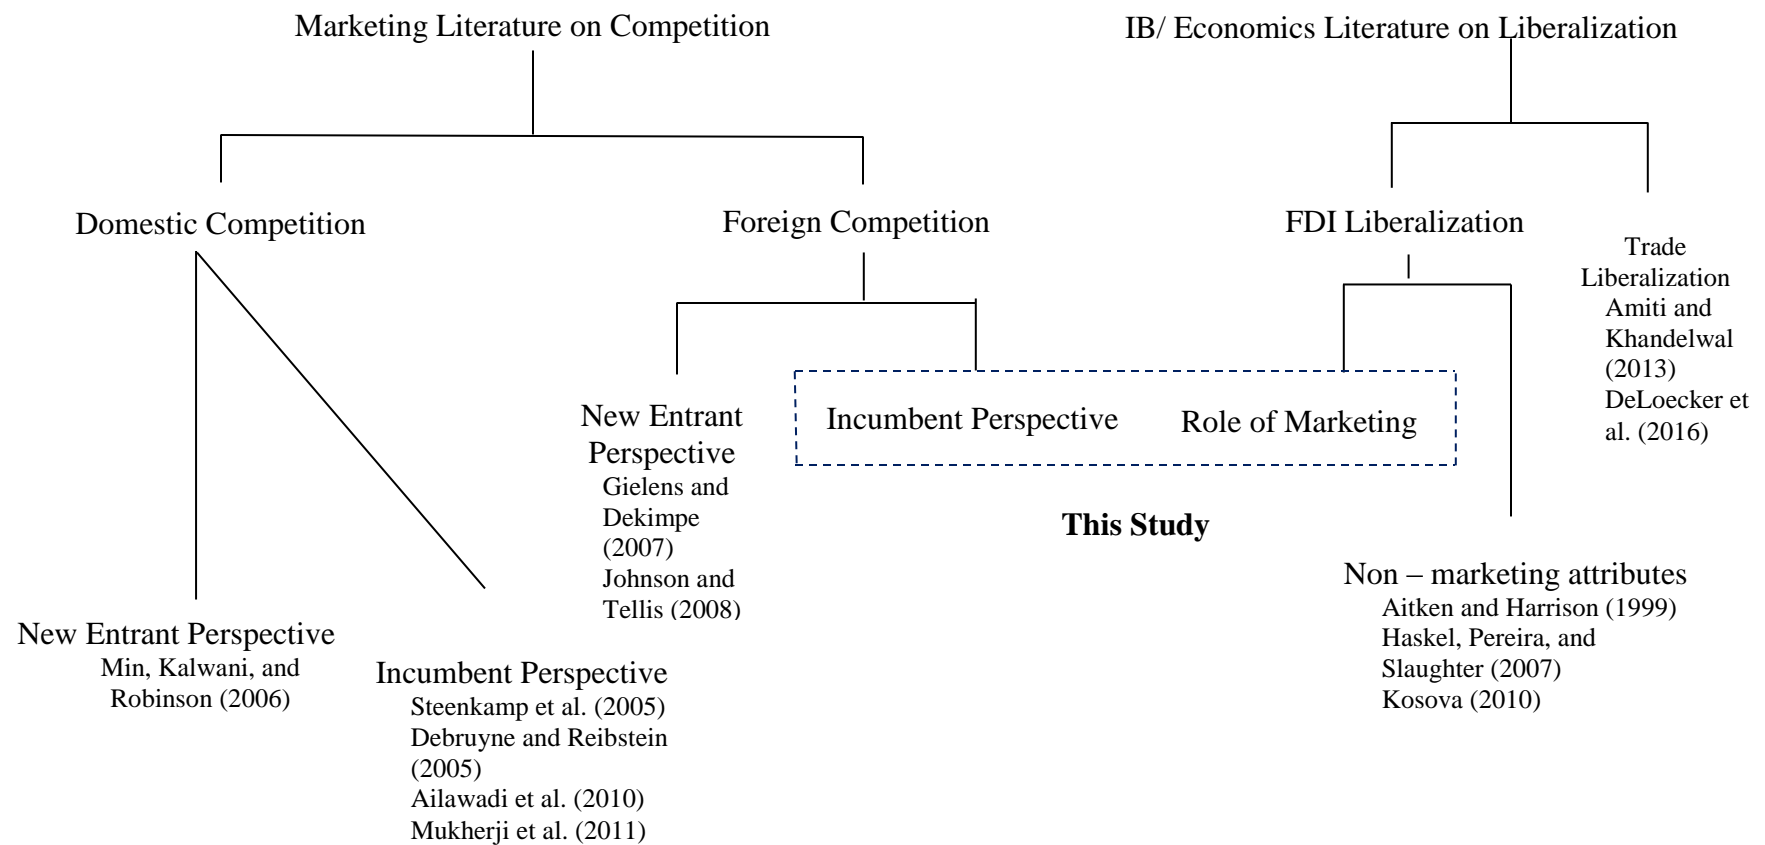 Marketing Literature on Competition
IB/ Economics Literature on Liberalization
Domestic Competition
Foreign Competition
FDI Liberalization
Trade
Liberalization
Amiti and
Khandelwal
(2013)
DeLoecker et
al. (2016)
New Entrant
Perspective
Gielens and
Dekimpe
(2007)
Johnson and
Tellis (2008)
Incumbent Perspective
Role of Marketing
This Study
Non – marketing attributes
Aitken and Harrison (1999)
Haskel, Pereira, and
Slaughter (2007)
Kosova (2010)
New Entrant Perspective
Min, Kalwani, and
Robinson (2006)
Incumbent Perspective
Steenkamp et al. (2005)
Debruyne and Reibstein
(2005)
Ailawadi et al. (2010)
Mukherji et al. (2011)